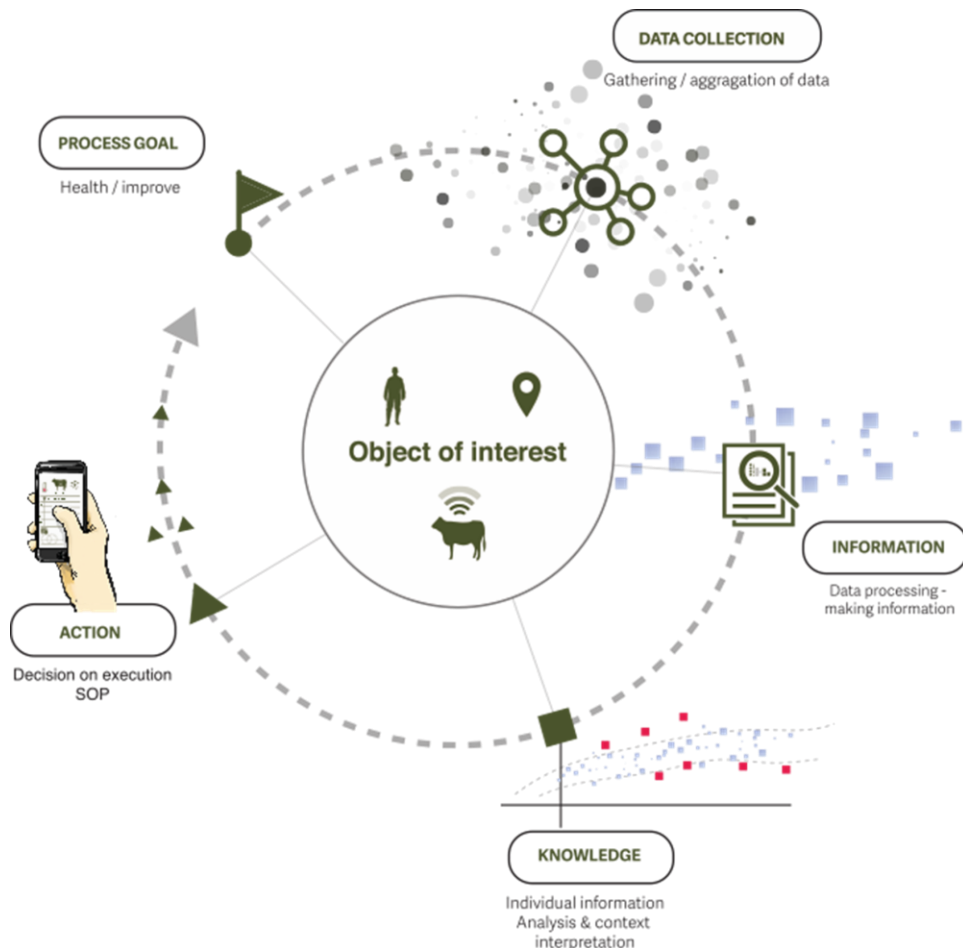 DATA COLLECTION
Gathering / aggragation of data
PROCESS GOAL
Health / improve
Object of interest
INFORMATION
Data processing -
making information
ACTION
Decision on execution
SOP
KNOWLEDGE
Individual information
Analysis & context
interpretation